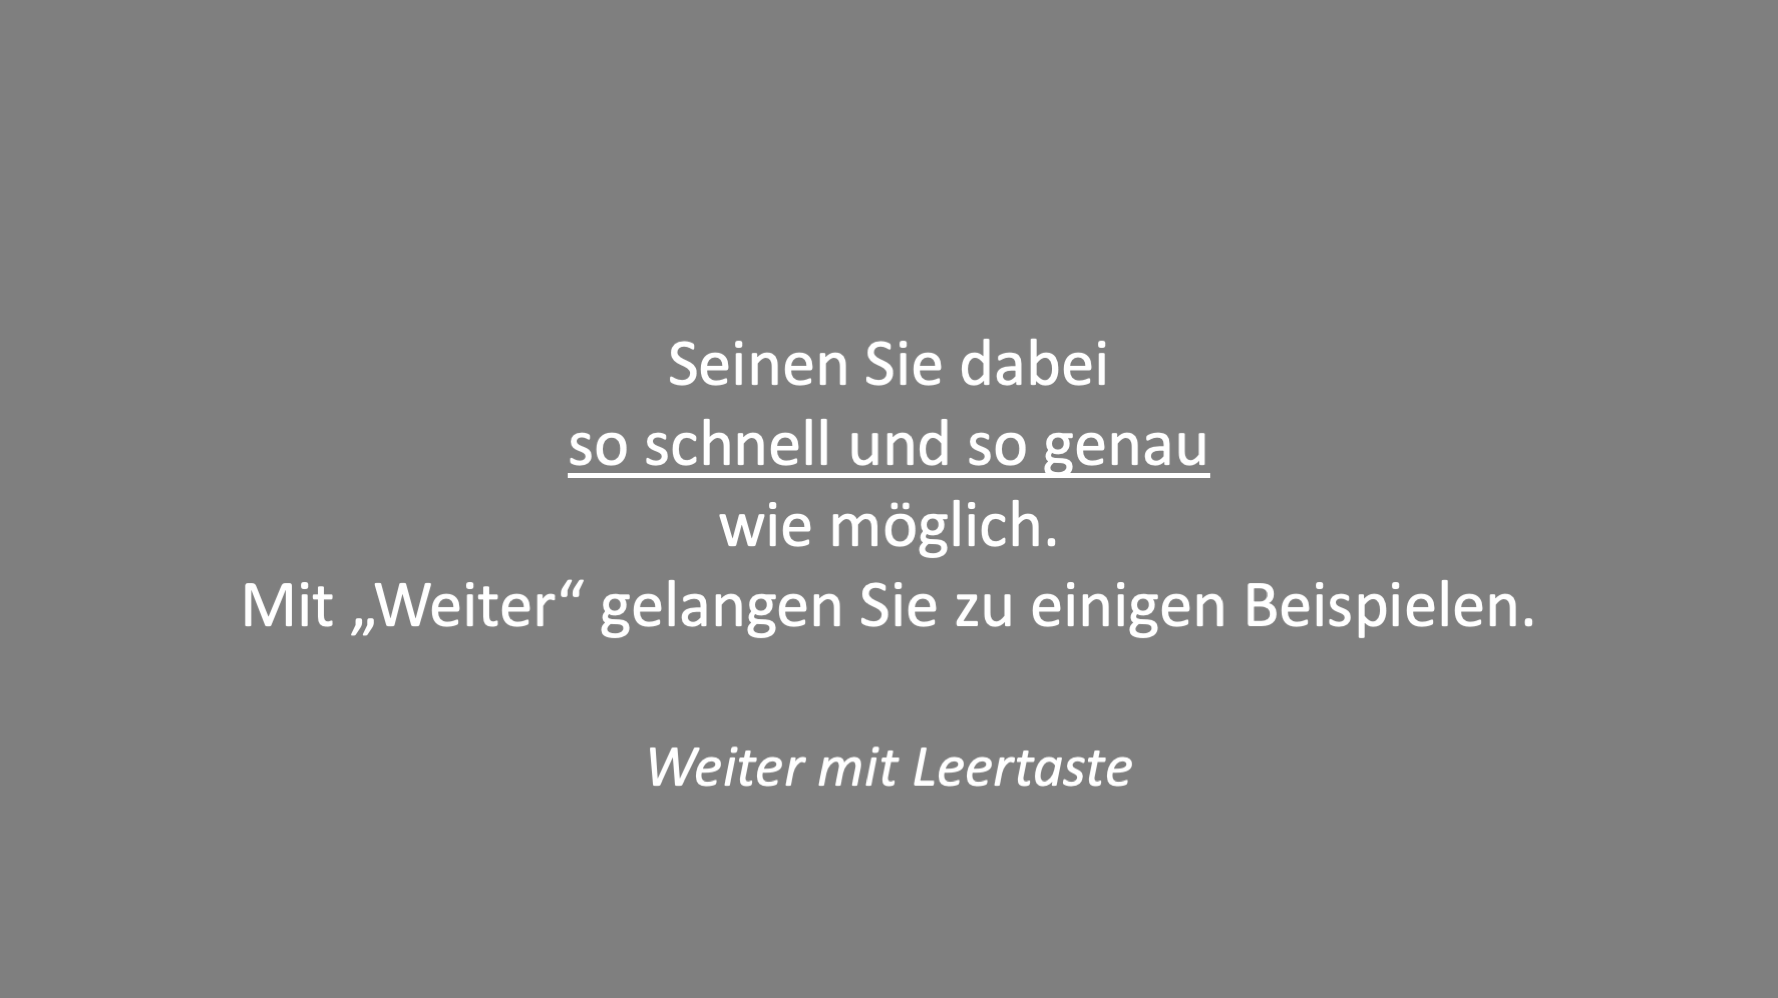 Seinen Sie dabei
so schnell und so genau
wie möglich.
Mit „Weiter“ gelangen Sie zu einigen Beispielen.
Weiter mit Leertaste